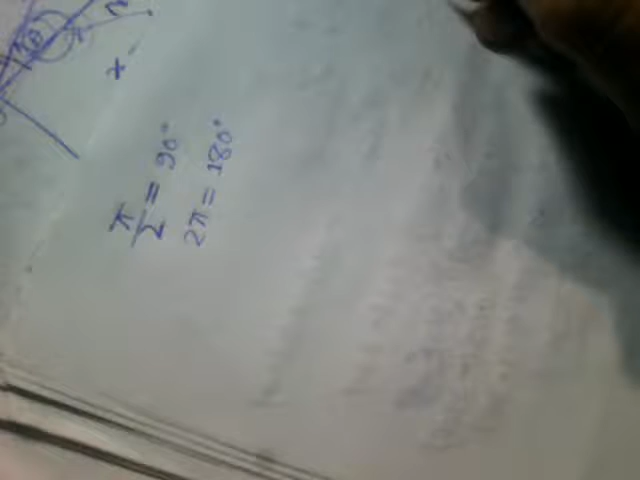 x -
π/2 = 90°
2π = 180°